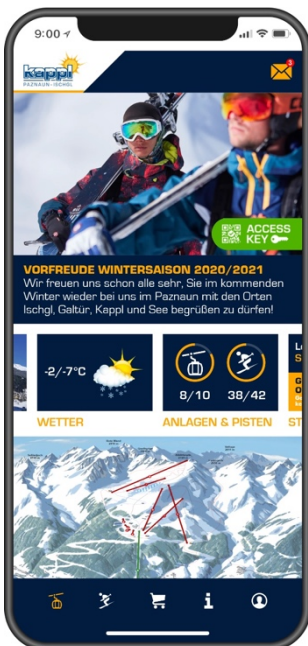 9:00
kappl
PAZNAUN - ISCHGL
3
ACCESS
KEY
VORFREUDE WINTERSAISON 2020/2021
Wir freuen uns schon alle sehr, Sie im kommenden
Winter wieder bei uns im Paznaun mit den Orten
Ischgl, Galtür, Kappl und See begrüßen zu dürfen!
-2/-7°C
8/10
38/42
WETTER
ANLAGEN & PISTEN
ST